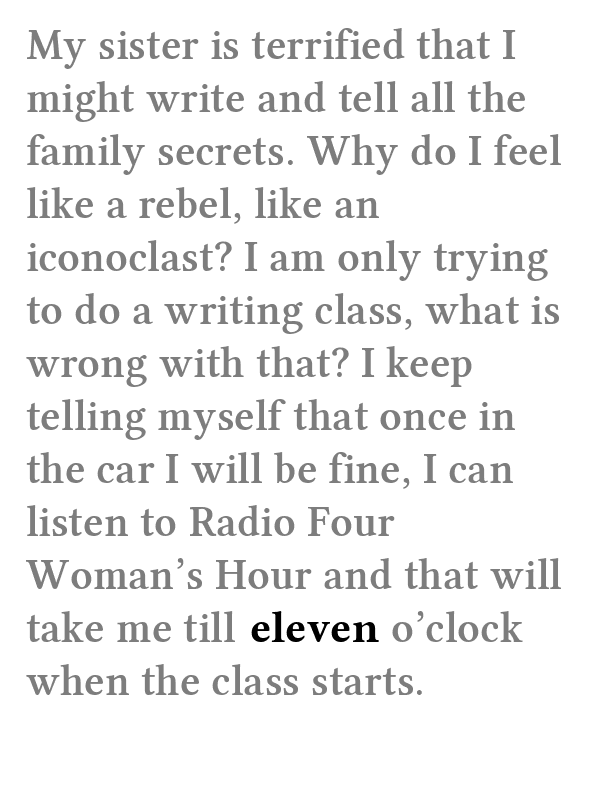 My sister is terrified that I
might write and tell all the
family secrets. Why do I feel
like a rebel, like an
iconoclast? I am only trying
to do a writing class, what is
wrong with that? I keep
telling myself that once in
the car I will be fine, I can
listen to Radio Four
Woman’s Hour and that will
take me till eleven o’clock
when the class starts.